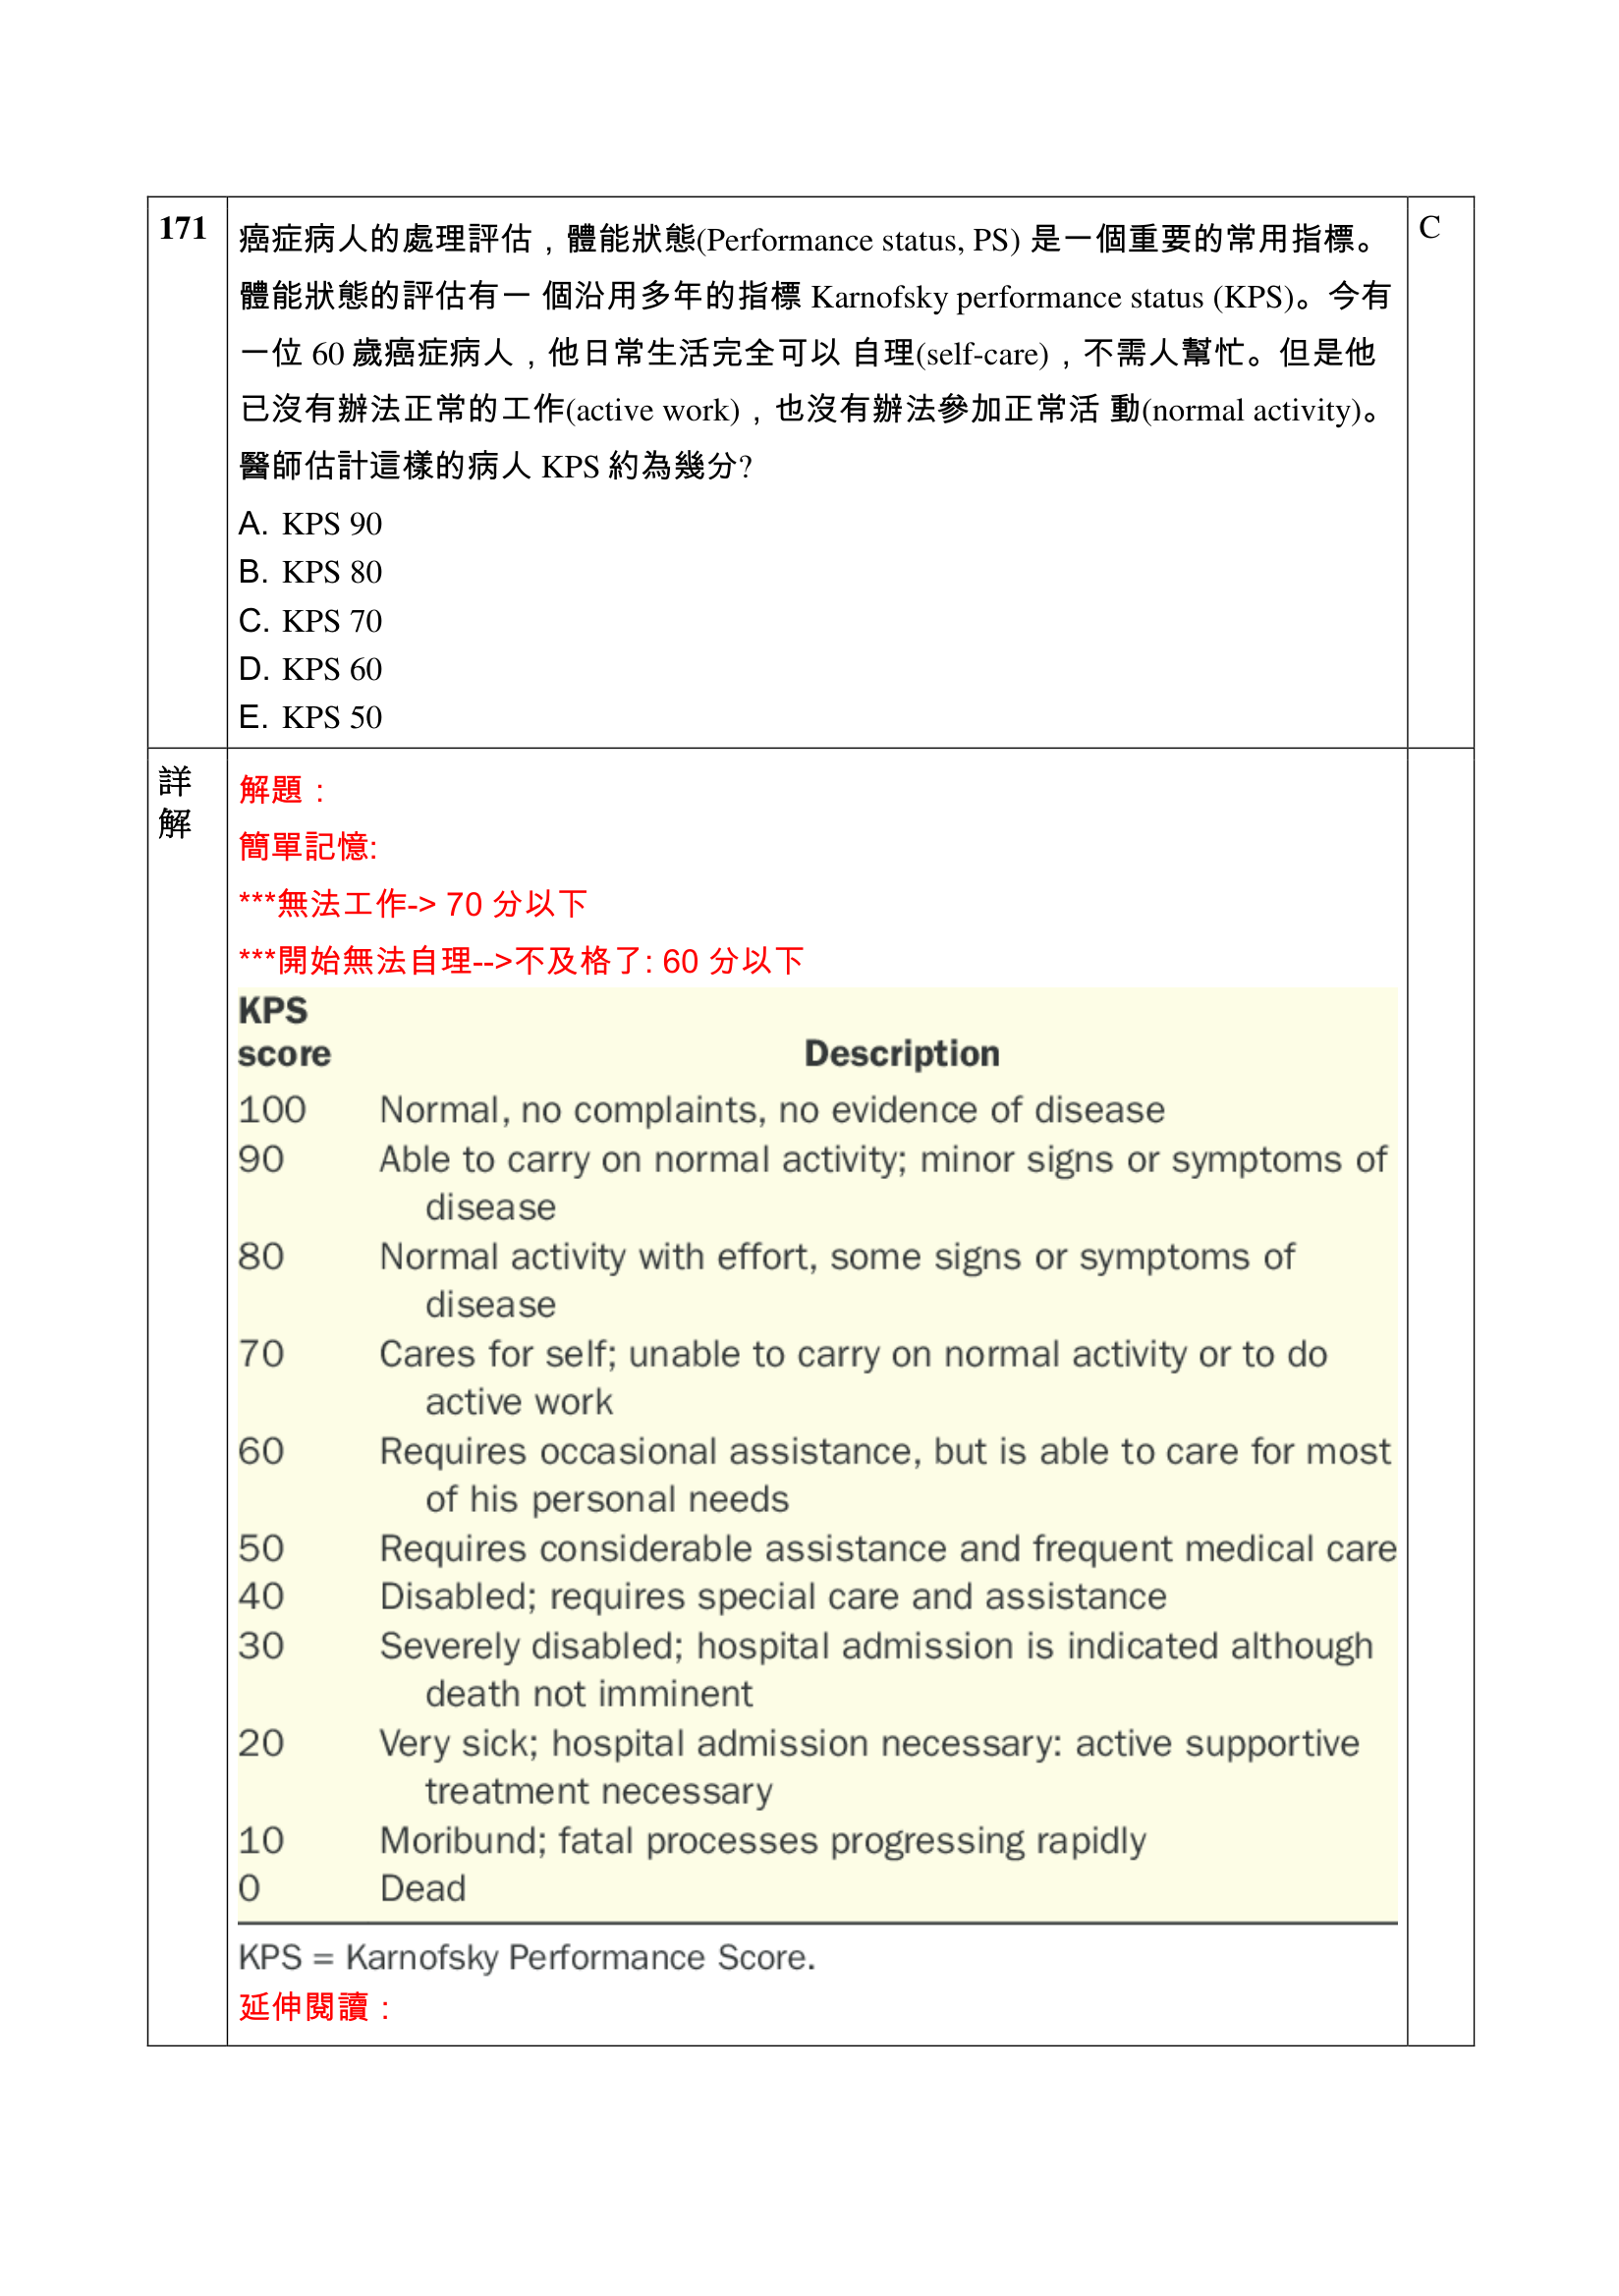 171
癌症病人的處理評估，體能狀態(Performance status, PS) 是一個重要的常用指標。
體能狀態的評估有一 個沿用多年的指標 Karnofsky performance status (KPS)。今有
一位 60 歲癌症病人，他日常生活完全可以 自理(self-care)，不需人幫忙。但是他
已沒有辦法正常的工作(active work)，也沒有辦法參加正常活 動(normal activity)。
醫師估計這樣的病人 KPS 約為幾分?
A. KPS 90
B. KPS 80
C. KPS 70
D. KPS 60
E. KPS 50
C
詳
解
解題：
簡單記憶:
***無法工作-> 70 分以下
***開始無法自理-->不及格了: 60 分以下
KPS
score Description
100 Normal, no complaints, no evidence of disease
90 Able to carry on normal activity; minor signs or symptoms of
disease
80 Normal activity with effort, some signs or symptoms of
disease
70 Cares for self; unable to carry on normal activity or to do
active work
60 Requires occasional assistance, but is able to care for most
of his personal needs
50 Requires considerable assistance and frequent medical care
40 Disabled; requires special care and assistance
30 Severely disabled; hospital admission is indicated although
death not imminent
20 Very sick; hospital admission necessary: active supportive
treatment necessary
10 Moribund; fatal processes progressing rapidly
0 Dead
KPS = Karnofsky Performance Score.
延伸閱讀：